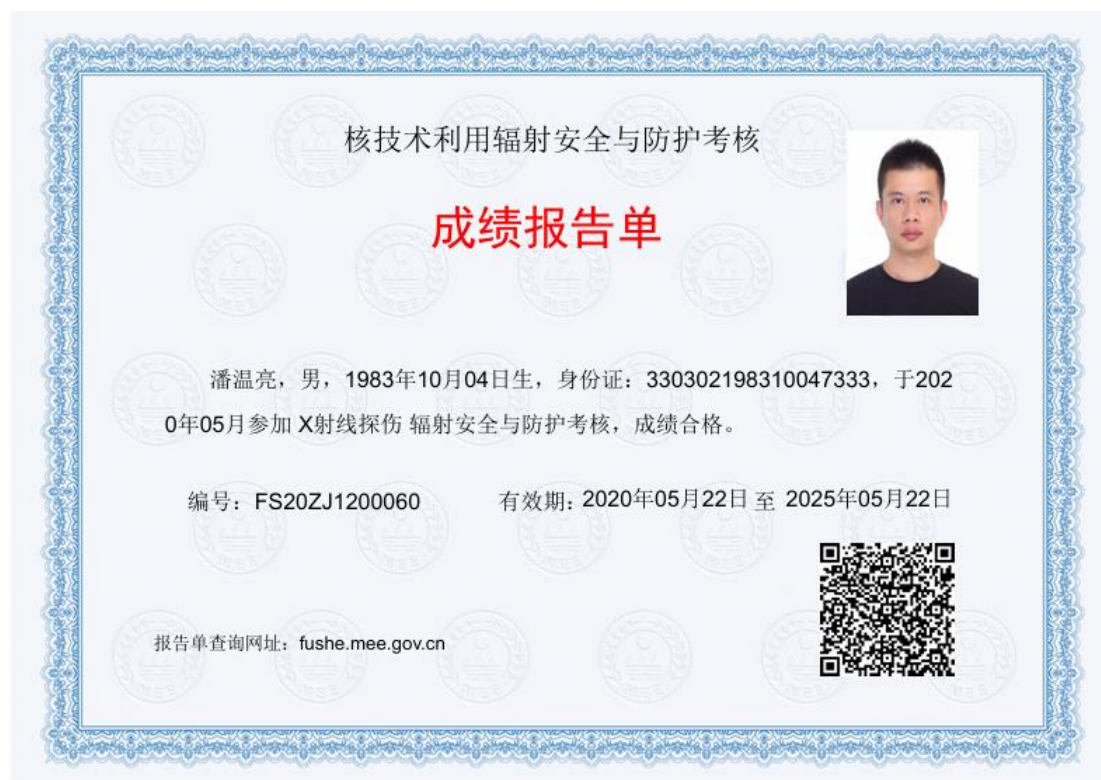 核技术利用辐射安全与防护考核
成绩报告单
潘温亮，男，1983年10月04日生，身份证：330302198310047333，于202
0年05月参加 X射线探伤 辐射安全与防护考核，成绩合格。
编号：FS20ZJ1200060 有效期：2020年05月22日 至 2025年05月22日
报告单查询网址：fushe.mee.gov.cn